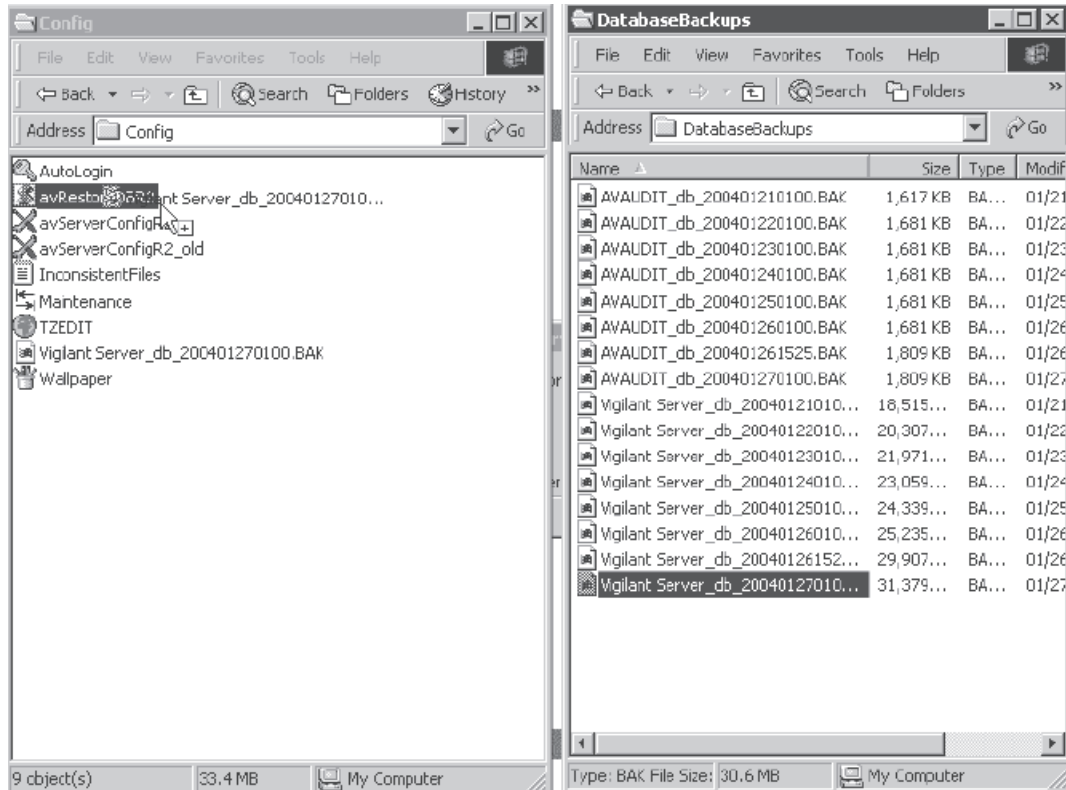 Config
File Edit View Favorites Tools Help
Back Search Folders History »
Address Config Go
AutoLogin
Vigilant Server_db_20040127010...
avServerConfigR2_old
InconsistentFiles
Maintenance
TZEDIT
Vigilant Server_db_200401270100.BAK
Wallpaper
9 object(s) 33.4 MB My Computer
DatabaseBackups
File Edit View Favorites Tools Help
Back Search Folders »
Address DatabaseBackups Go
Name Size Type Modif
AVAUDIT_db_200401210100.BAK 1,617 KB BA... 01/21
AVAUDIT_db_200401220100.BAK 1,681 KB BA... 01/22
AVAUDIT_db_200401230100.BAK 1,681 KB BA... 01/23
AVAUDIT_db_200401240100.BAK 1,681 KB BA... 01/24
AVAUDIT_db_200401250100.BAK 1,681 KB BA... 01/25
AVAUDIT_db_200401260100.BAK 1,681 KB BA... 01/26
AVAUDIT_db_200401261525.BAK 1,809 KB BA... 01/26
AVAUDIT_db_200401270100.BAK 1,809 KB BA... 01/27
Vigilant Server_db_20040121010... 18,515... BA... 01/21
Vigilant Server_db_20040122010... 20,307... BA... 01/22
Vigilant Server_db_20040123010... 21,971... BA... 01/23
Vigilant Server_db_20040124010... 23,059... BA... 01/24
Vigilant Server_db_20040125010... 24,339... BA... 01/25
Vigilant Server_db_20040126010... 25,235... BA... 01/26
Vigilant Server_db_20040126152... 29,907... BA... 01/26
Vigilant Server_db_20040127010... 31,379... BA... 01/27
Type: BAK File Size: 30.6 MB My Computer